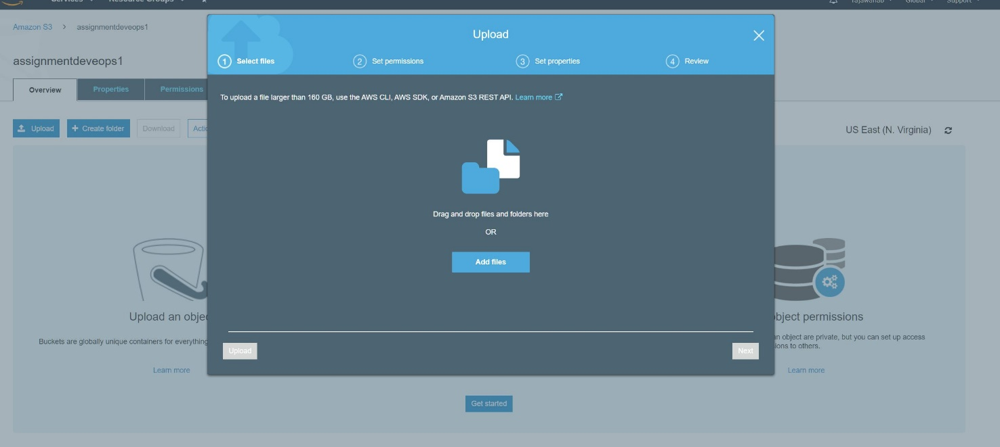 Services
Resource Groups
Global
Support
Amazon S3 > assignmentdeveops1
assignmentdeveops1
Overview
Properties
Permissions
Upload
Create folder
Download
US East (N. Virginia)
Upload
1 Select files
2 Set permissions
3 Set properties
4 Review
To upload a file larger than 160 GB, use the AWS CLI, AWS SDK, or Amazon S3 REST API. Learn more
Drag and drop files and folders here
OR
Add files
Upload
Next
Upload an objec
Buckets are globally unique containers for everything
Learn more
bject permissions
an object are private, but you can set up access
ions to others.
Learn more
Get started